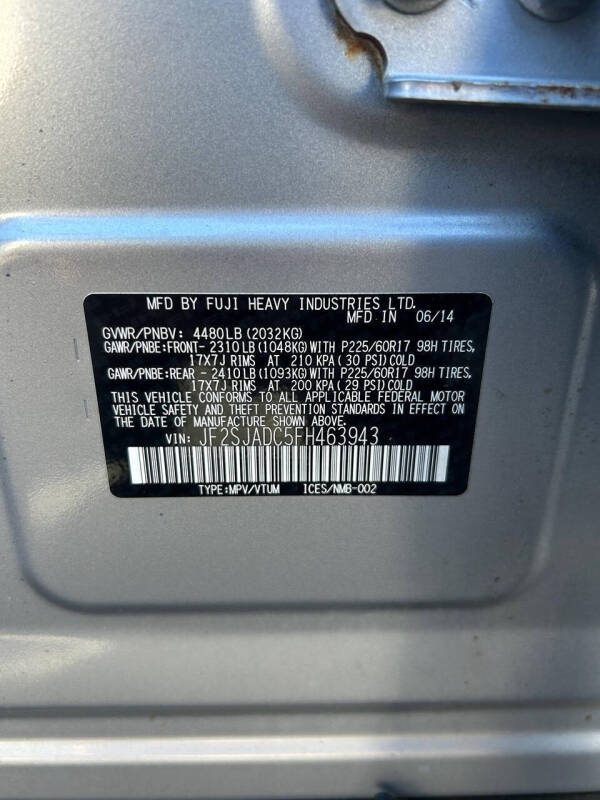 MFD BY FUJI HEAVY INDUSTRIES LTD.
MFD IN 06/14
GVWR/PNBV: 4480LB (2032KG)
GAWR/PNBE:FRONT- 2310LB (1048KG) WITH P225/60R17 98H TIRES,
17X7J RIMS AT 210 KPA ( 30 PSI) COLD
GAWR/PNBE:REAR - 2410LB (1093KG) WITH P225/60R17 98H TIRES,
17X7J RIMS AT 200 KPA ( 29 PSI) COLD
THIS VEHICLE CONFORMS TO ALL APPLICABLE FEDERAL MOTOR
VEHICLE SAFETY AND THEFT PREVENTION STANDARDS IN EFFECT ON
THE DATE OF MANUFACTURE SHOWN ABOVE.
VIN: JF2SJADC5FH463943
TYPE:MPV/VTUM ICES/NMB-002